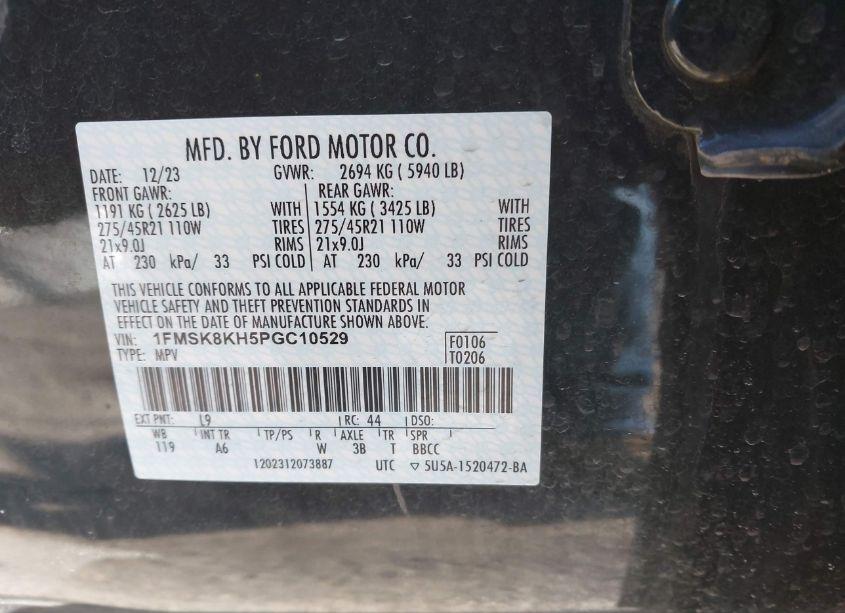 MFD. BY FORD MOTOR CO.
DATE: 12/23 GVWR: 2694 KG ( 5940 LB)
FRONT GAWR: REAR GAWR:
1191 KG ( 2625 LB) WITH 1554 KG ( 3425 LB) WITH
275/45R21 110W TIRES 275/45R21 110W TIRES
21x9.0J RIMS 21x9.0J RIMS
AT 230 kPa/ 33 PSI COLD AT 230 kPa/ 33 PSI COLD
THIS VEHICLE CONFORMS TO ALL APPLICABLE FEDERAL MOTOR
VEHICLE SAFETY AND THEFT PREVENTION STANDARDS IN
EFFECT ON THE DATE OF MANUFACTURE SHOWN ABOVE.
VIN: 1FMSK8KH5PGC10529 F0106
TYPE: MPV T0206
EXT PNT: L9 RC: 44 DSO:
WB INT TR TP/PS R AXLE TR SPR
119 A6 W 3B T BBCC
1202312073887 UTC ▽ 5U5A-1520472-BA